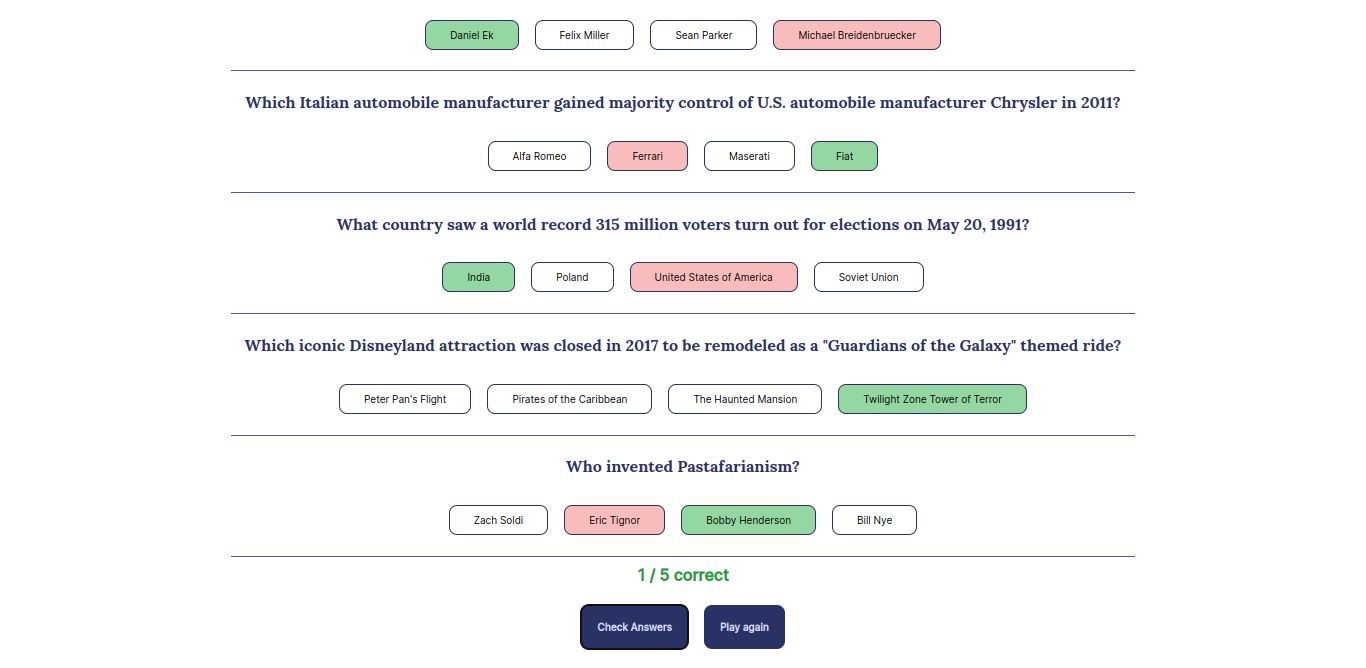 Daniel Ek Felix Miller Sean Parker Michael Breidenbruecker
Which Italian automobile manufacturer gained majority control of U.S. automobile manufacturer Chrysler in 2011?
Alfa Romeo Ferrari Maserati Fiat
What country saw a world record 315 million voters turn out for elections on May 20, 1991?
India Poland United States of America Soviet Union
Which iconic Disneyland attraction was closed in 2017 to be remodeled as a "Guardians of the Galaxy" themed ride?
Peter Pan's Flight Pirates of the Caribbean The Haunted Mansion Twilight Zone Tower of Terror
Who invented Pastafarianism?
Zach Soldi Eric Tignor Bobby Henderson Bill Nye
1 / 5 correct
Check Answers Play again